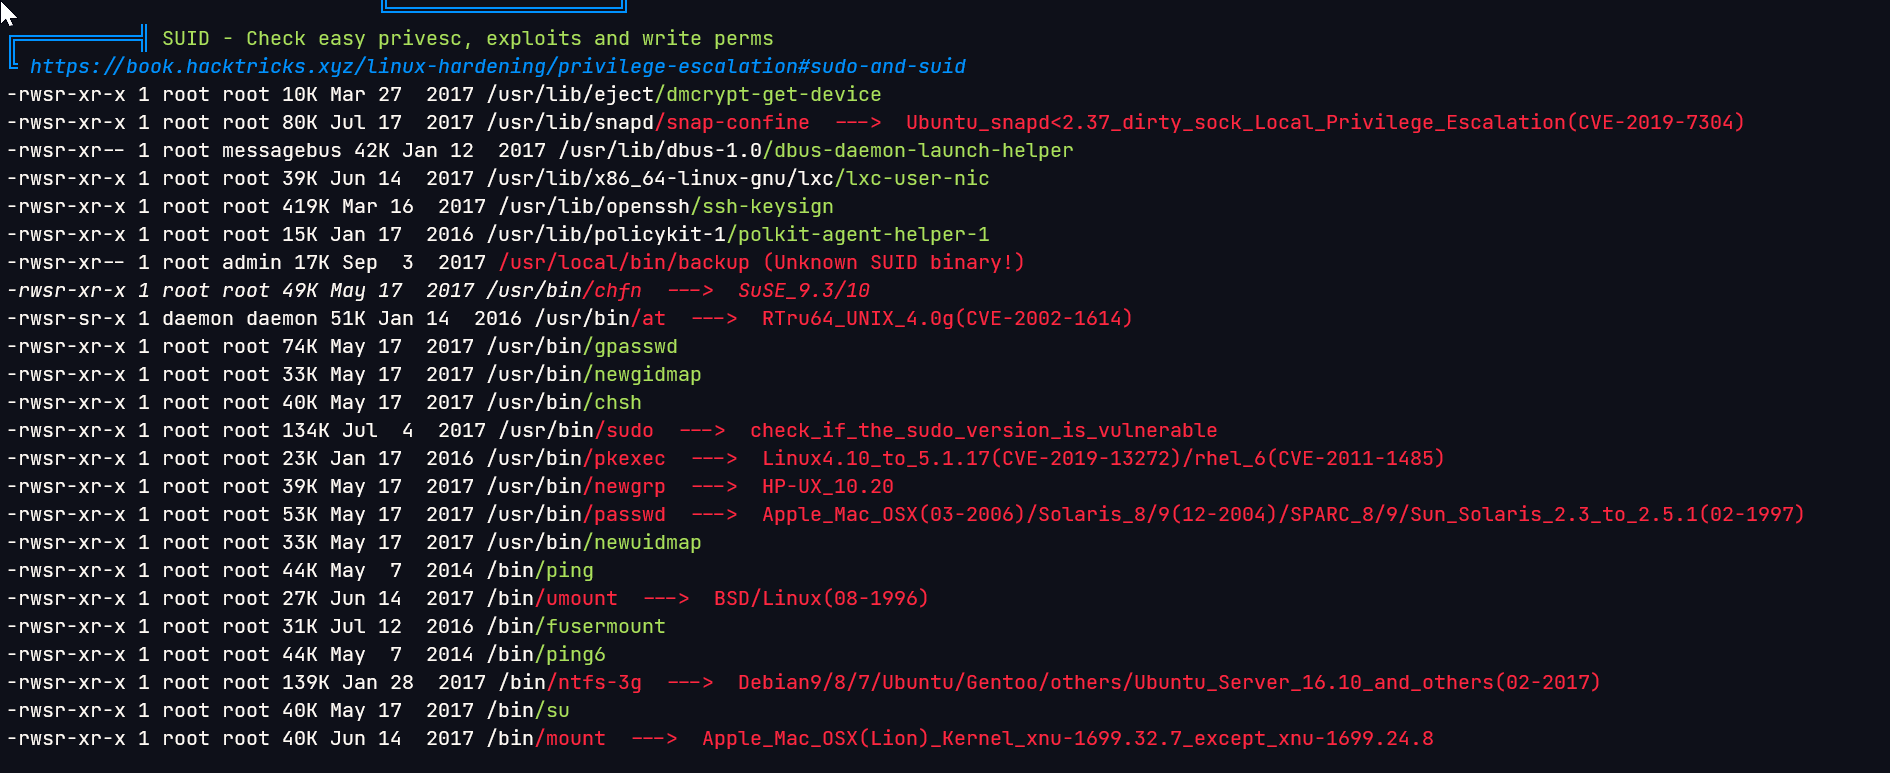 SUID - Check easy privesc, exploits and write perms
https://book.hacktricks.xyz/linux-hardening/privilege-escalation#sudo-and-suid
-rwsr-xr-x 1 root root 10K Mar 27  2017 /usr/lib/eject/dmcrypt-get-device
-rwsr-xr-x 1 root root 80K Jul 17  2017 /usr/lib/snapd/snap-confine  --->  Ubuntu_snapd<2.37_dirty_sock_Local_Privilege_Escalation(CVE-2019-7304)
-rwsr-xr-- 1 root messagebus 42K Jan 12  2017 /usr/lib/dbus-1.0/dbus-daemon-launch-helper
-rwsr-xr-x 1 root root 39K Jun 14  2017 /usr/lib/x86_64-linux-gnu/lxc/lxc-user-nic
-rwsr-xr-x 1 root root 419K Mar 16  2017 /usr/lib/openssh/ssh-keysign
-rwsr-xr-x 1 root root 15K Jan 17  2016 /usr/lib/policykit-1/polkit-agent-helper-1
-rwsr-xr-- 1 root admin 17K Sep  3  2017 /usr/local/bin/backup (Unknown SUID binary!)
-rwsr-xr-x 1 root root 49K May 17  2017 /usr/bin/chfn  --->  SuSE_9.3/10
-rwsr-sr-x 1 daemon daemon 51K Jan 14  2016 /usr/bin/at  --->  RTru64_UNIX_4.0g(CVE-2002-1614)
-rwsr-xr-x 1 root root 74K May 17  2017 /usr/bin/gpasswd
-rwsr-xr-x 1 root root 33K May 17  2017 /usr/bin/newgidmap
-rwsr-xr-x 1 root root 40K May 17  2017 /usr/bin/chsh
-rwsr-xr-x 1 root root 134K Jul  4  2017 /usr/bin/sudo  --->  check_if_the_sudo_version_is_vulnerable
-rwsr-xr-x 1 root root 23K Jan 17  2016 /usr/bin/pkexec  --->  Linux4.10_to_5.1.17(CVE-2019-13272)/rhel_6(CVE-2011-1485)
-rwsr-xr-x 1 root root 39K May 17  2017 /usr/bin/newgrp  --->  HP-UX_10.20
-rwsr-xr-x 1 root root 53K May 17  2017 /usr/bin/passwd  --->  Apple_Mac_OSX(03-2006)/Solaris_8/9(12-2004)/SPARC_8/9/Sun_Solaris_2.3_to_2.5.1(02-1997)
-rwsr-xr-x 1 root root 33K May 17  2017 /usr/bin/newuidmap
-rwsr-xr-x 1 root root 44K May  7  2014 /bin/ping
-rwsr-xr-x 1 root root 27K Jun 14  2017 /bin/umount  --->  BSD/Linux(08-1996)
-rwsr-xr-x 1 root root 31K Jul 12  2016 /bin/fusermount
-rwsr-xr-x 1 root root 44K May  7  2014 /bin/ping6
-rwsr-xr-x 1 root root 139K Jan 28  2017 /bin/ntfs-3g  --->  Debian9/8/7/Ubuntu/Gentoo/others/Ubuntu_Server_16.10_and_others(02-2017)
-rwsr-xr-x 1 root root 40K May 17  2017 /bin/su
-rwsr-xr-x 1 root root 40K Jun 14  2017 /bin/mount  --->  Apple_Mac_OSX(Lion)_Kernel_xnu-1699.32.7_except_xnu-1699.24.8